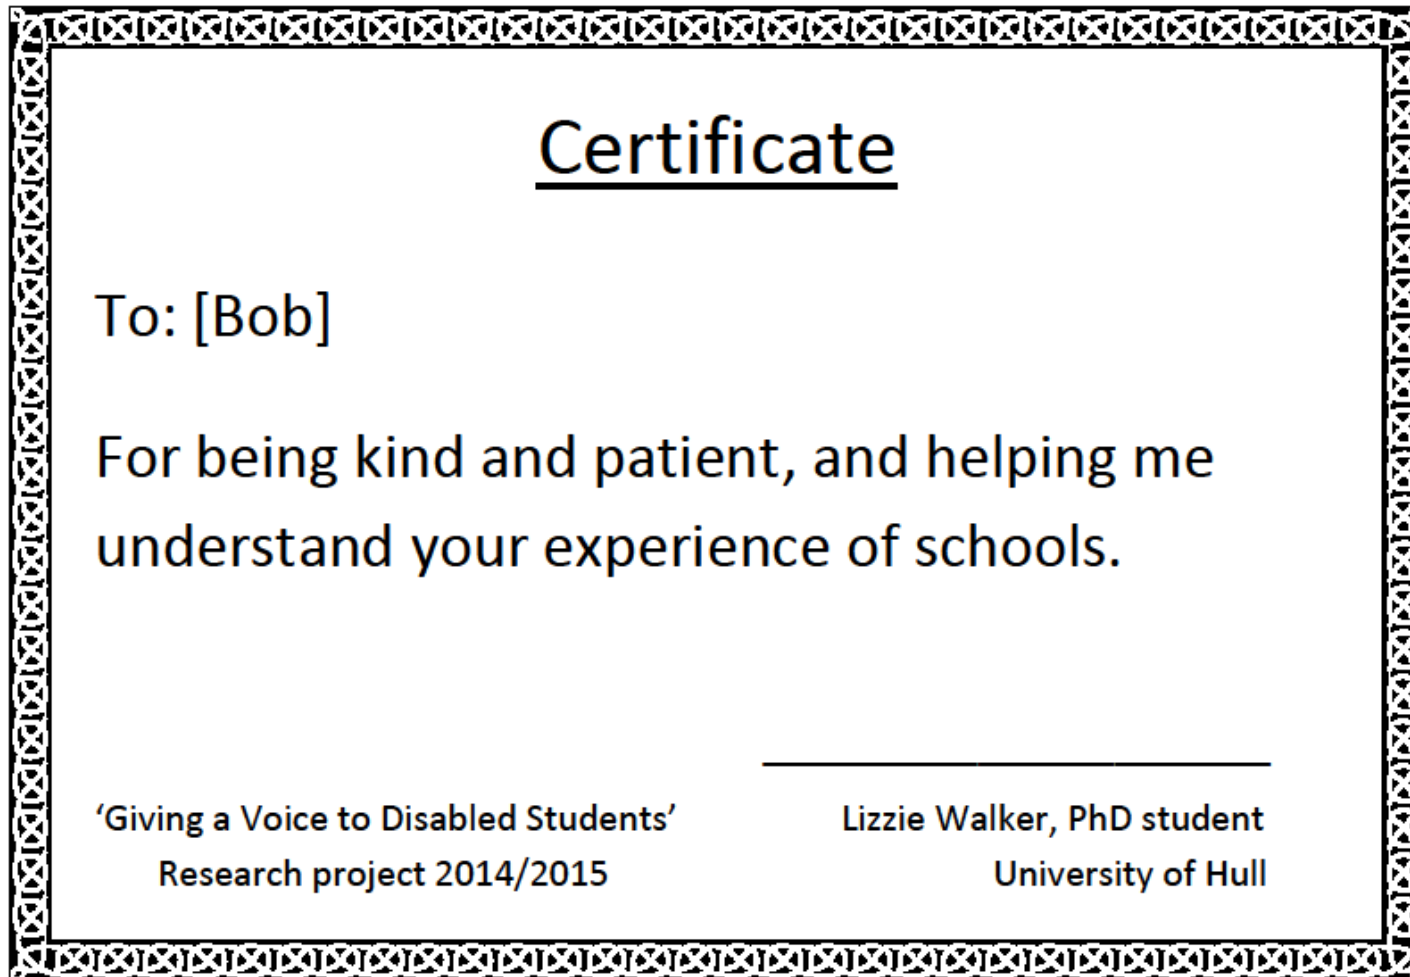 Certificate
To: [Bob]
For being kind and patient, and helping me
understand your experience of schools.
‘Giving a Voice to Disabled Students’
Research project 2014/2015
Lizzie Walker, PhD student
University of Hull